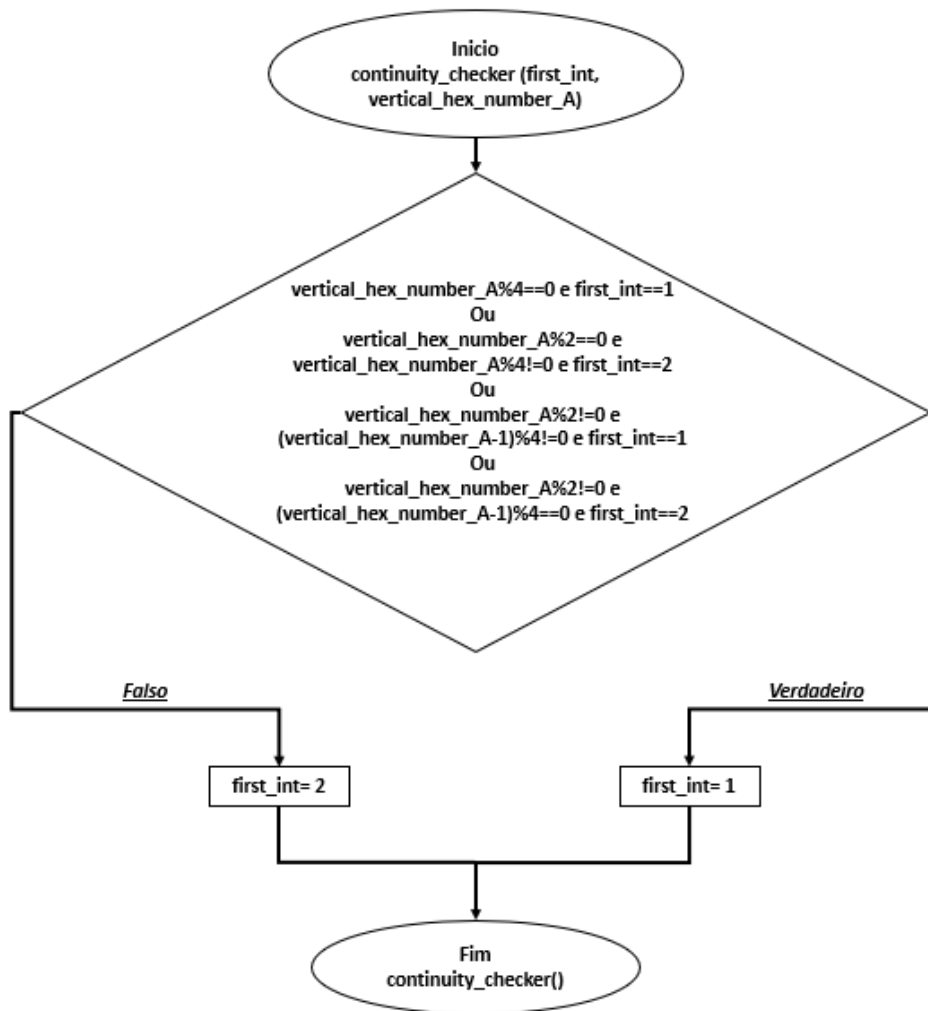 Inicio
continuity_checker (first_int,
vertical_hex_number_A)
vertical_hex_number_A%4==0 e first_int==1
Ou
vertical_hex_number_A%2==0 e
vertical_hex_number_A%4!=0 e first_int==2
Ou
vertical_hex_number_A%2!=0 e
(vertical_hex_number_A-1)%4!=0 e first_int==1
Ou
vertical_hex_number_A%2!=0 e
(vertical_hex_number_A-1)%4==0 e first_int==2
Falso
Verdadeiro
first_int= 2
first_int= 1
Fim
continuity_checker()